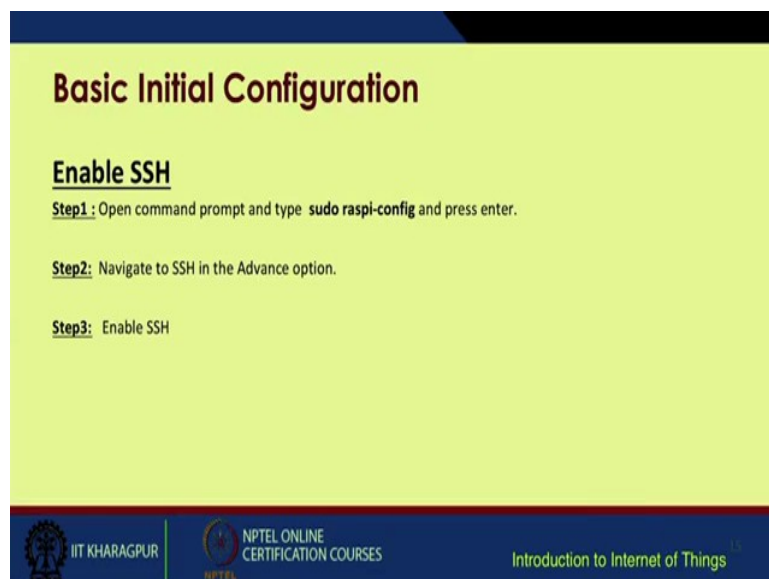 Basic Initial Configuration
Enable SSH
Step1 : Open command prompt and type sudo raspi-config and press enter.
Step2: Navigate to SSH in the Advance option.
Step3: Enable SSH
IIT KHARAGPUR
NPTEL
NPTEL ONLINE
CERTIFICATION COURSES
Introduction to Internet of Things
15